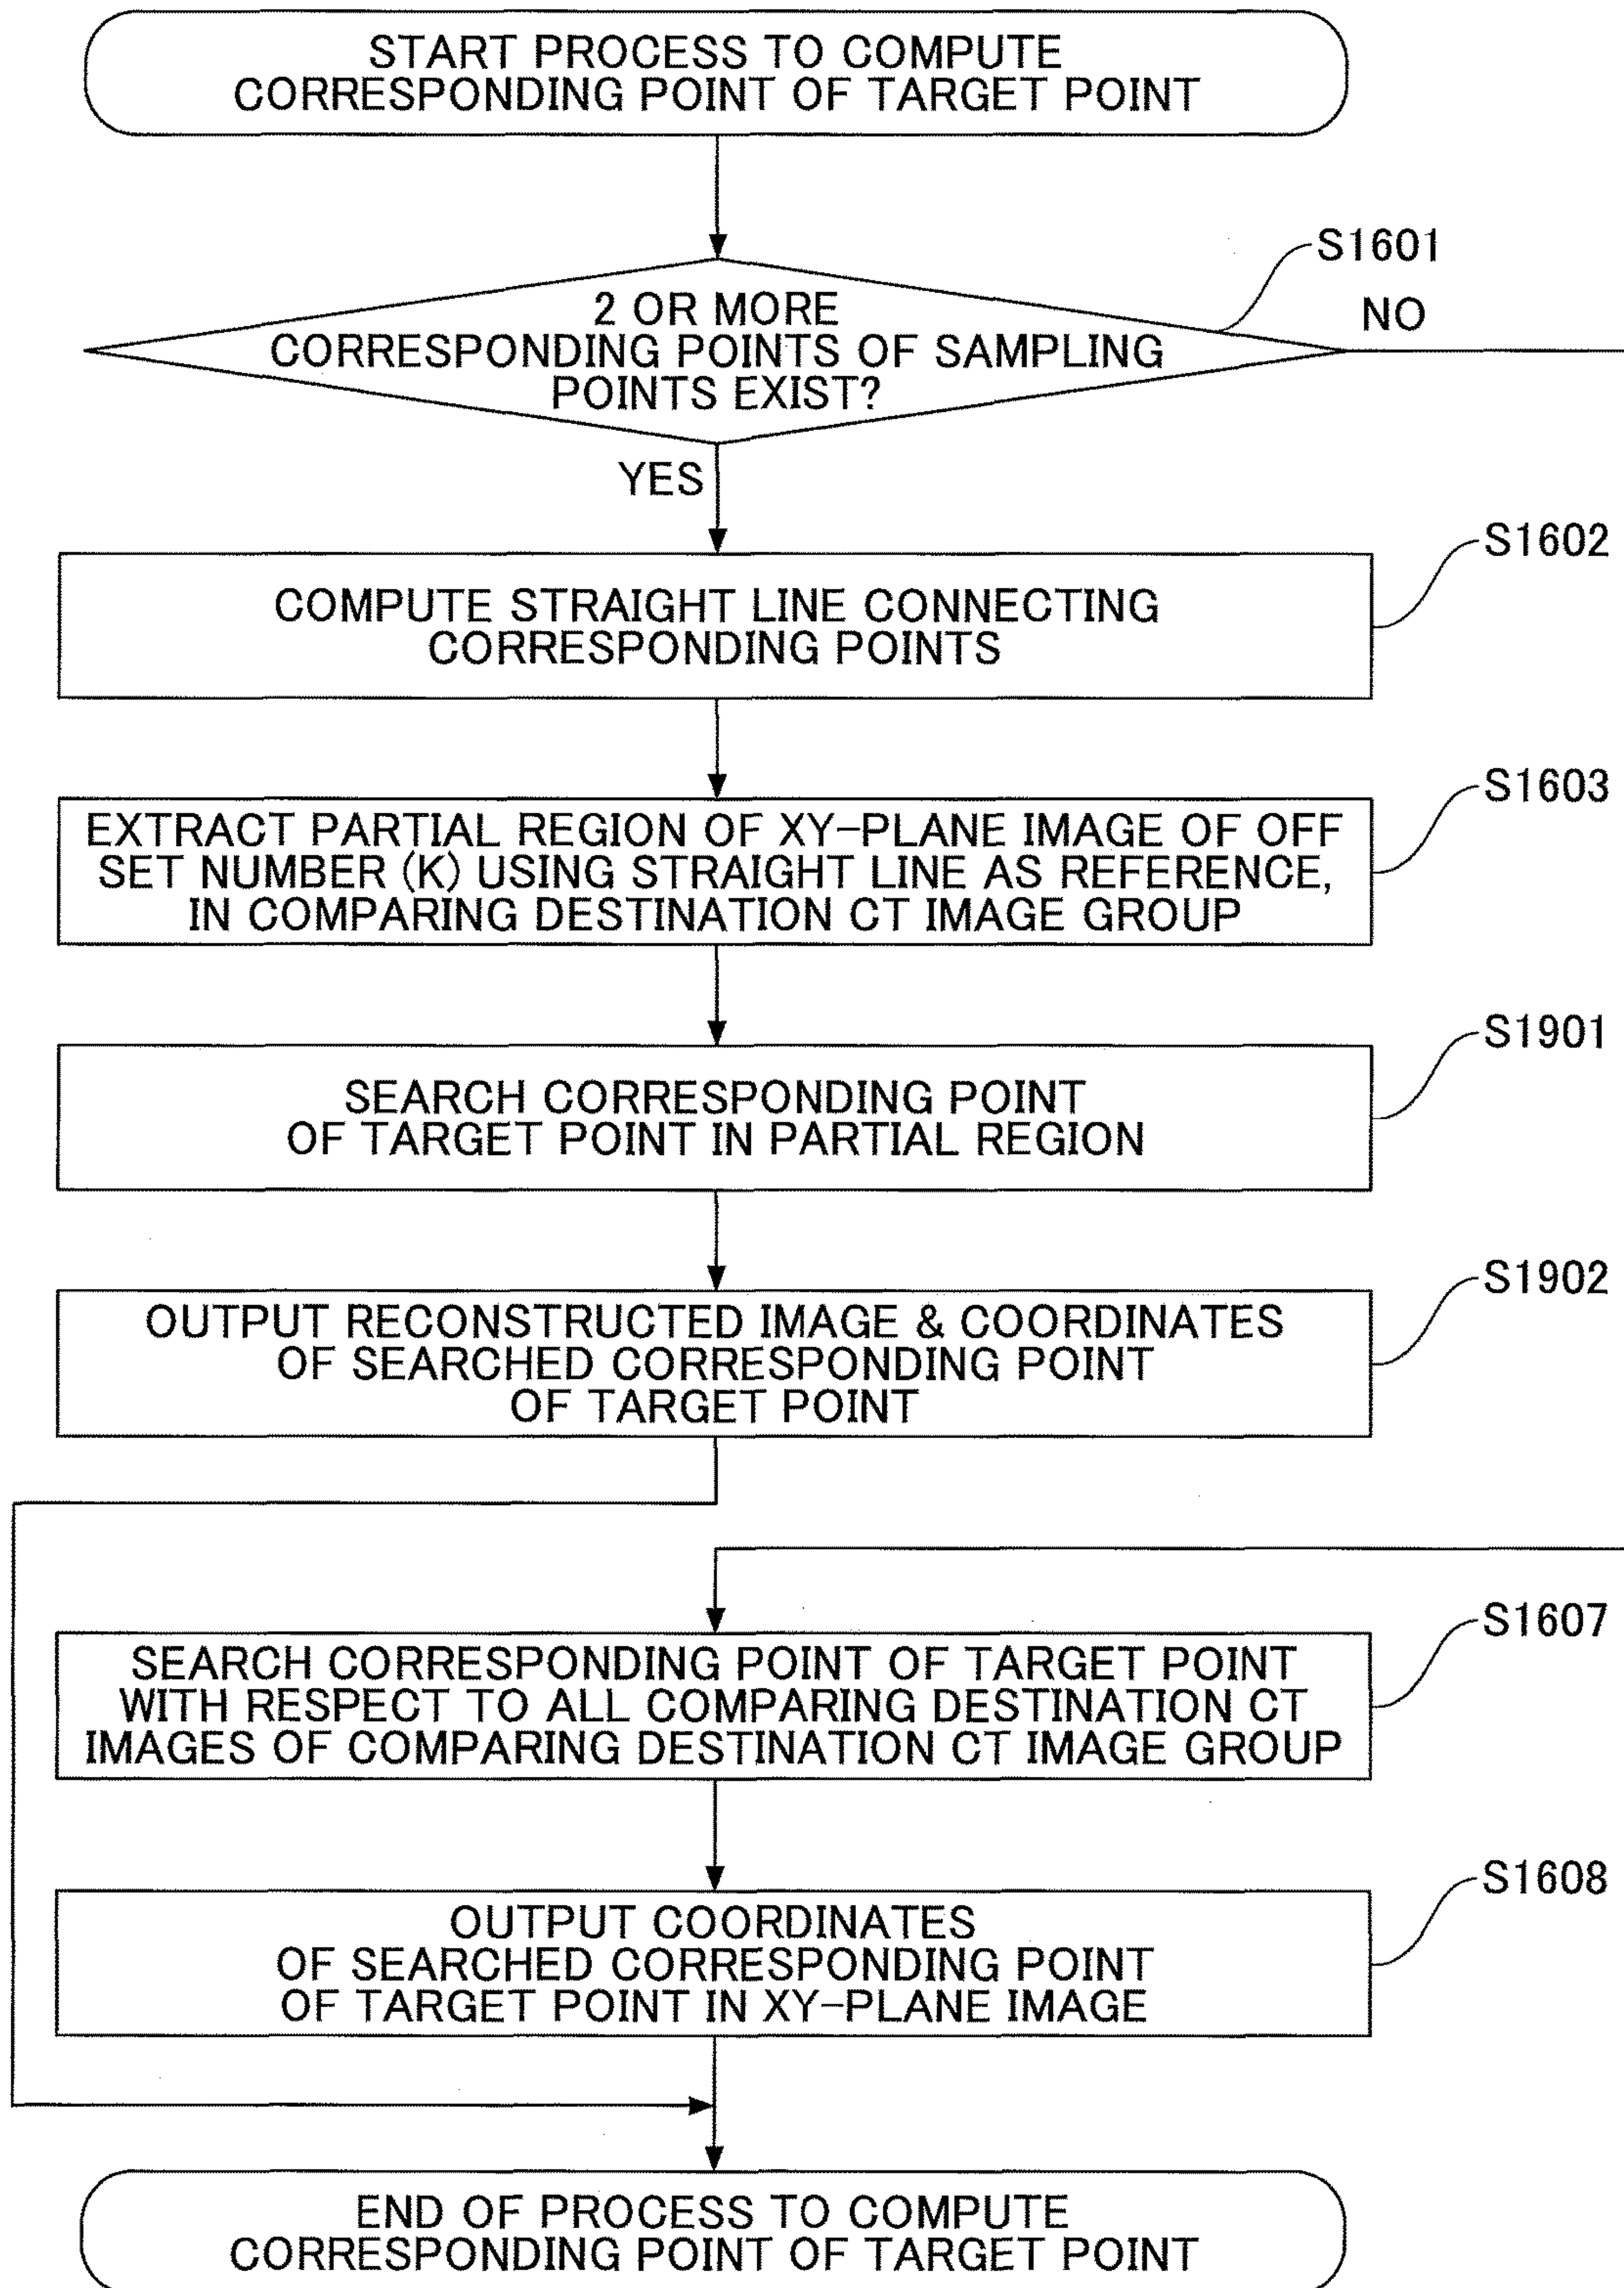 START PROCESS TO COMPUTE
CORRESPONDING POINT OF TARGET POINT
S1601
2 OR MORE
CORRESPONDING POINTS OF SAMPLING
POINTS EXIST?
NO
YES
S1602
COMPUTE STRAIGHT LINE CONNECTING
CORRESPONDING POINTS
S1603
EXTRACT PARTIAL REGION OF XY-PLANE IMAGE OF OFF
SET NUMBER (K) USING STRAIGHT LINE AS REFERENCE,
IN COMPARING DESTINATION CT IMAGE GROUP
S1901
SEARCH CORRESPONDING POINT
OF TARGET POINT IN PARTIAL REGION
S1902
OUTPUT RECONSTRUCTED IMAGE & COORDINATES
OF SEARCHED CORRESPONDING POINT
OF TARGET POINT
S1607
SEARCH CORRESPONDING POINT OF TARGET POINT
WITH RESPECT TO ALL COMPARING DESTINATION CT
IMAGES OF COMPARING DESTINATION CT IMAGE GROUP
S1608
OUTPUT COORDINATES
OF SEARCHED CORRESPONDING POINT
OF TARGET POINT IN XY-PLANE IMAGE
END OF PROCESS TO COMPUTE
CORRESPONDING POINT OF TARGET POINT